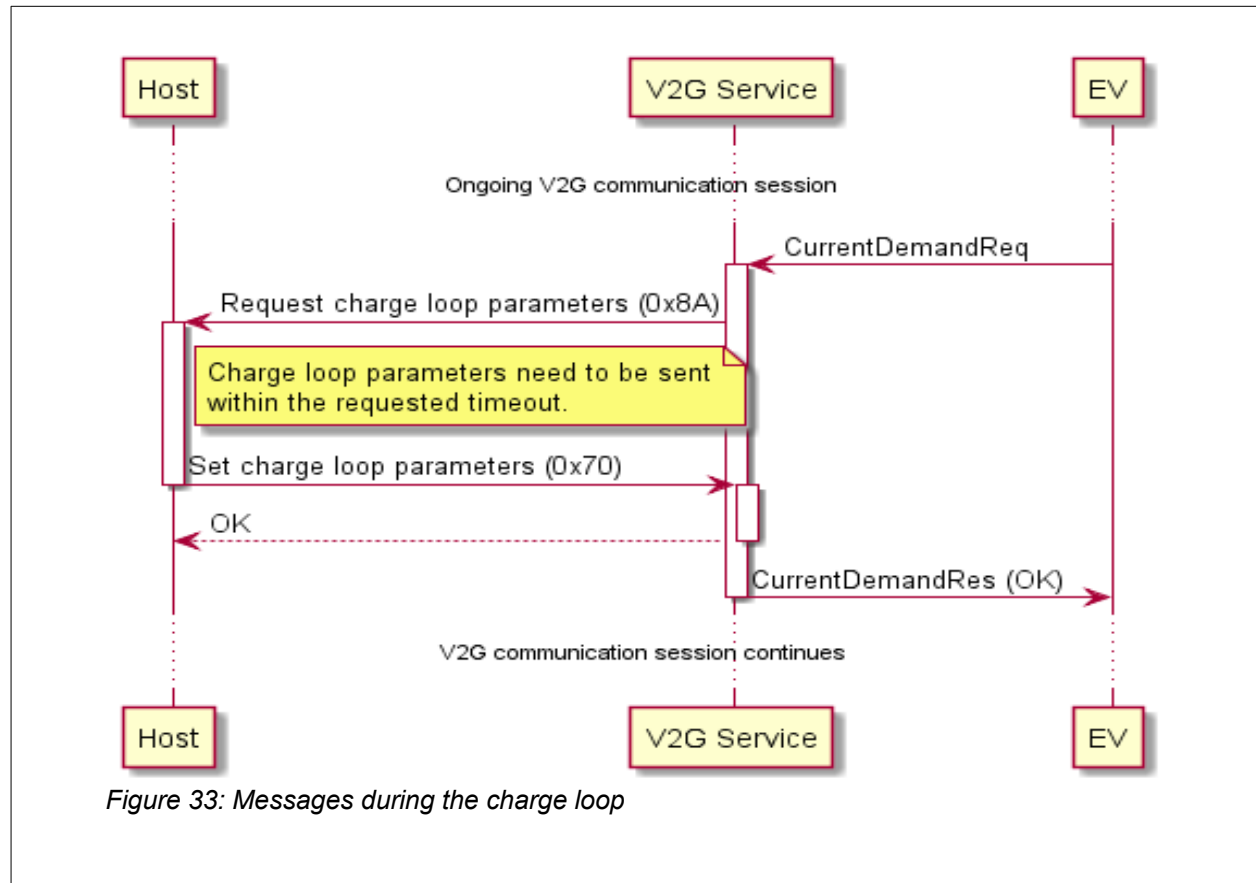 Host
V2G Service
EV
Ongoing V2G communication session
CurrentDemandReq
Request charge loop parameters (0x8A)
Charge loop parameters need to be sent
within the requested timeout.
Set charge loop parameters (0x70)
OK
CurrentDemandRes (OK)
V2G communication session continues
Host
V2G Service
EV
Figure 33: Messages during the charge loop